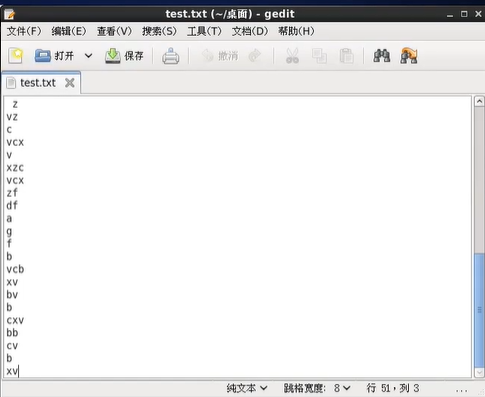 test.txt (~/桌面) - gedit
文件(F) 编辑(E) 查看(V) 搜索(S) 工具(T) 文档(D) 帮助(H)
打开 保存 撤消
test.txt
z
vz
c
vcx
v
xzc
vcx
zf
df
a
g
f
b
vcb
xv
bv
b
cxv
bb
cv
b
xv
纯文本 跳格宽度: 8 行 51，列 3 ...